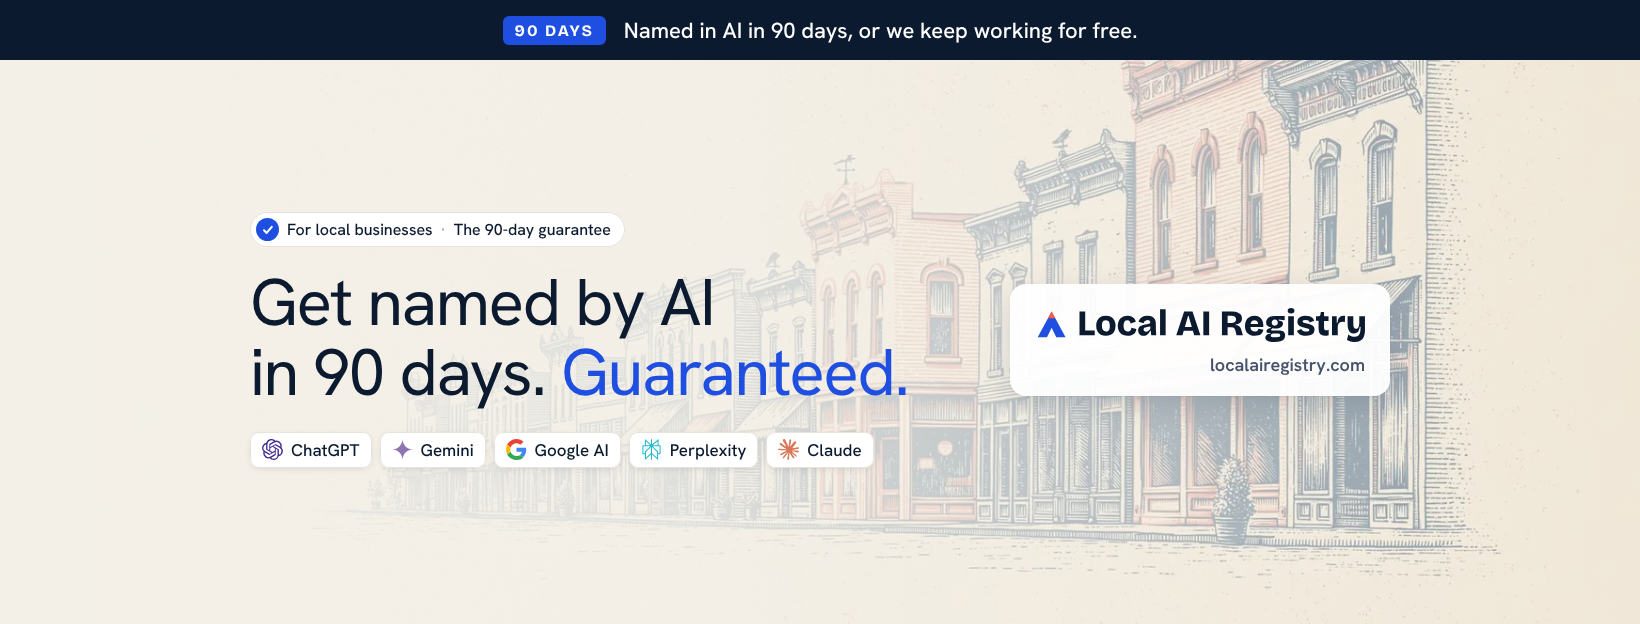 90 DAYS Named in AI in 90 days, or we keep working for free.
For local businesses · The 90-day guarantee
Get named by AI
in 90 days. Guaranteed.
ChatGPT Gemini Google AI Perplexity Claude
Local AI Registry
localairegistry.com